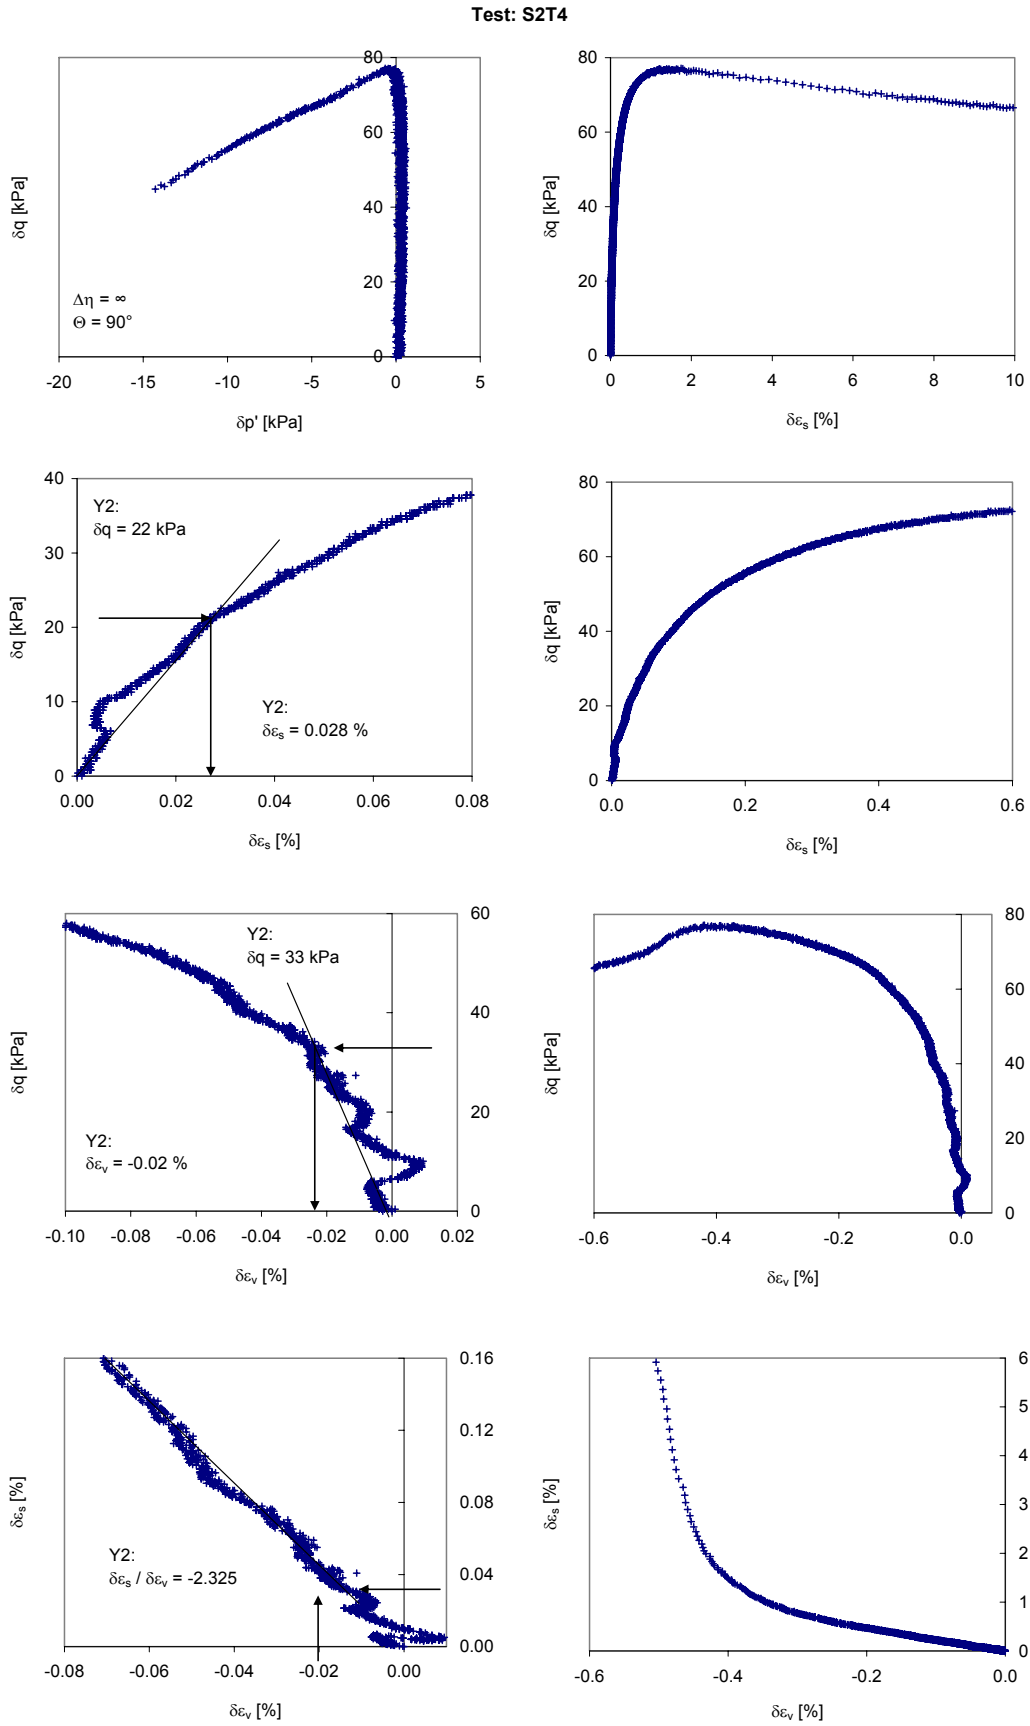 Test: S2T4
80
60
40
20
0
δq [kPa]
Δη = ∞
Θ = 90°
-20 -15 -10 -5 0 5
δp' [kPa]
80
60
40
20
0
δq [kPa]
0 2 4 6 8 10
δεs [%]
40
30
20
10
0
δq [kPa]
Y2:
δq = 22 kPa
Y2:
δεs = 0.028 %
0.00 0.02 0.04 0.06 0.08
δεs [%]
80
60
40
20
0
δq [kPa]
0.0 0.2 0.4 0.6
δεs [%]
60
40
20
0
δq [kPa]
Y2:
δq = 33 kPa
Y2:
δεv = -0.02 %
-0.10 -0.08 -0.06 -0.04 -0.02 0.00 0.02
δεv [%]
80
60
40
20
0
δq [kPa]
-0.6 -0.4 -0.2 0.0
δεv [%]
0.16
0.12
0.08
0.04
0.00
δεs [%]
Y2:
δεs / δεv = -2.325
-0.08 -0.06 -0.04 -0.02 0.00
δεv [%]
6
5
4
3
2
1
0
δεs [%]
-0.6 -0.4 -0.2 0.0
δεv [%]